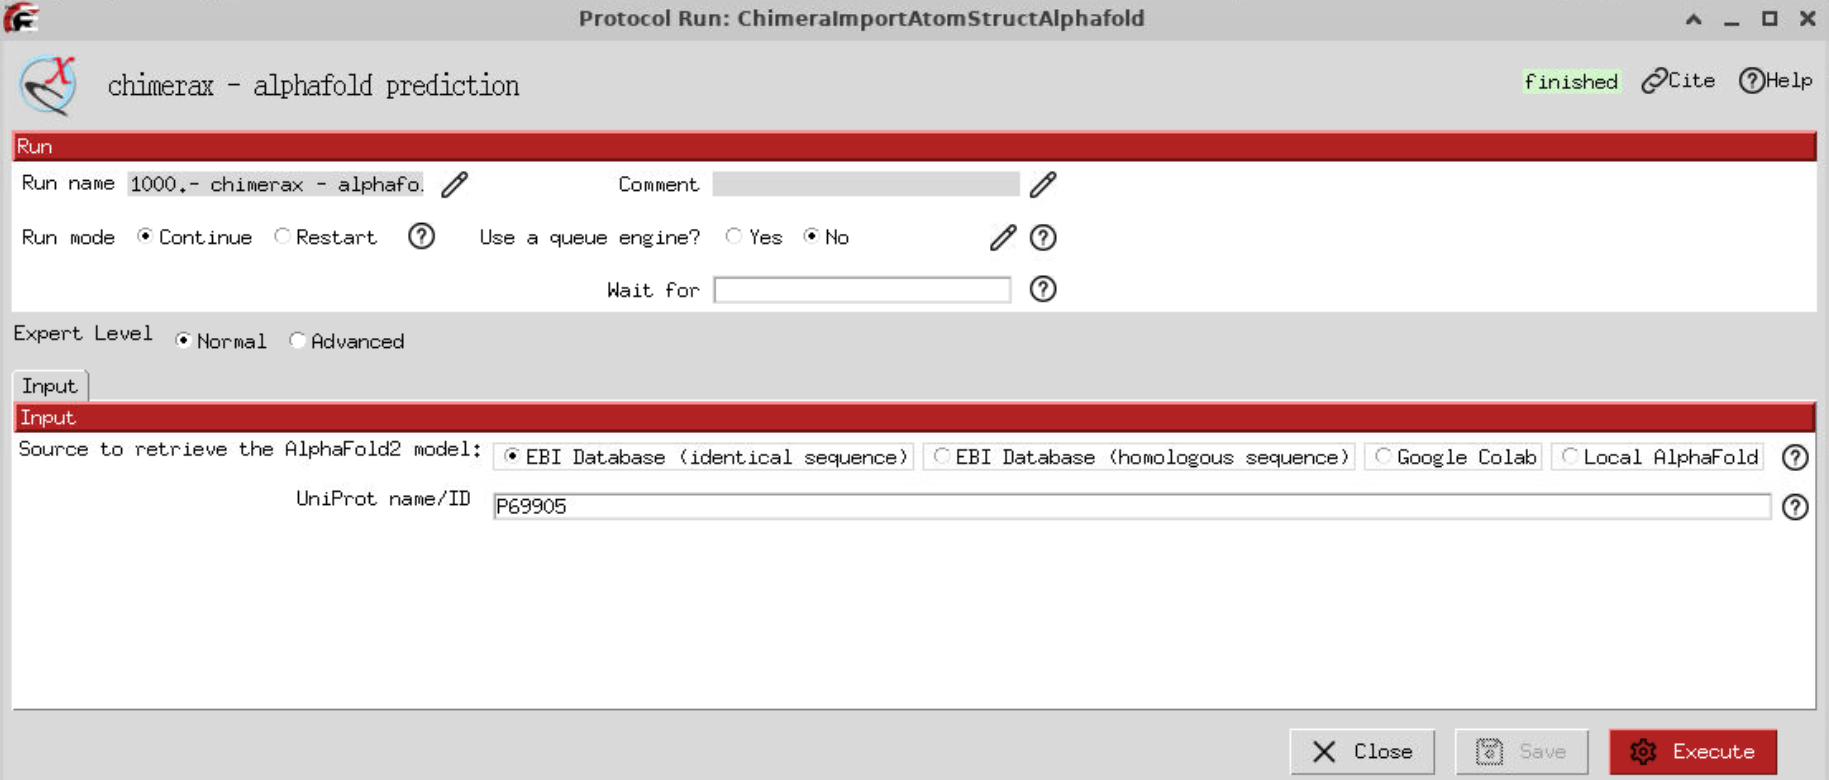 Protocol Run: ChimeraImportAtomStructAlphafold
chimerax - alphafold prediction
finished Cite Help
Run
Run name 1000.- chimerax - alphafo. Comment
Run mode Continue Restart Use a queue engine? Yes No
Wait for
Expert Level Normal Advanced
Input
Input
Source to retrieve the AlphaFold2 model: EBI Database (identical sequence) EBI Database (homologous sequence) Google Colab Local AlphaFold
UniProt name/ID P69905
Close Save Execute